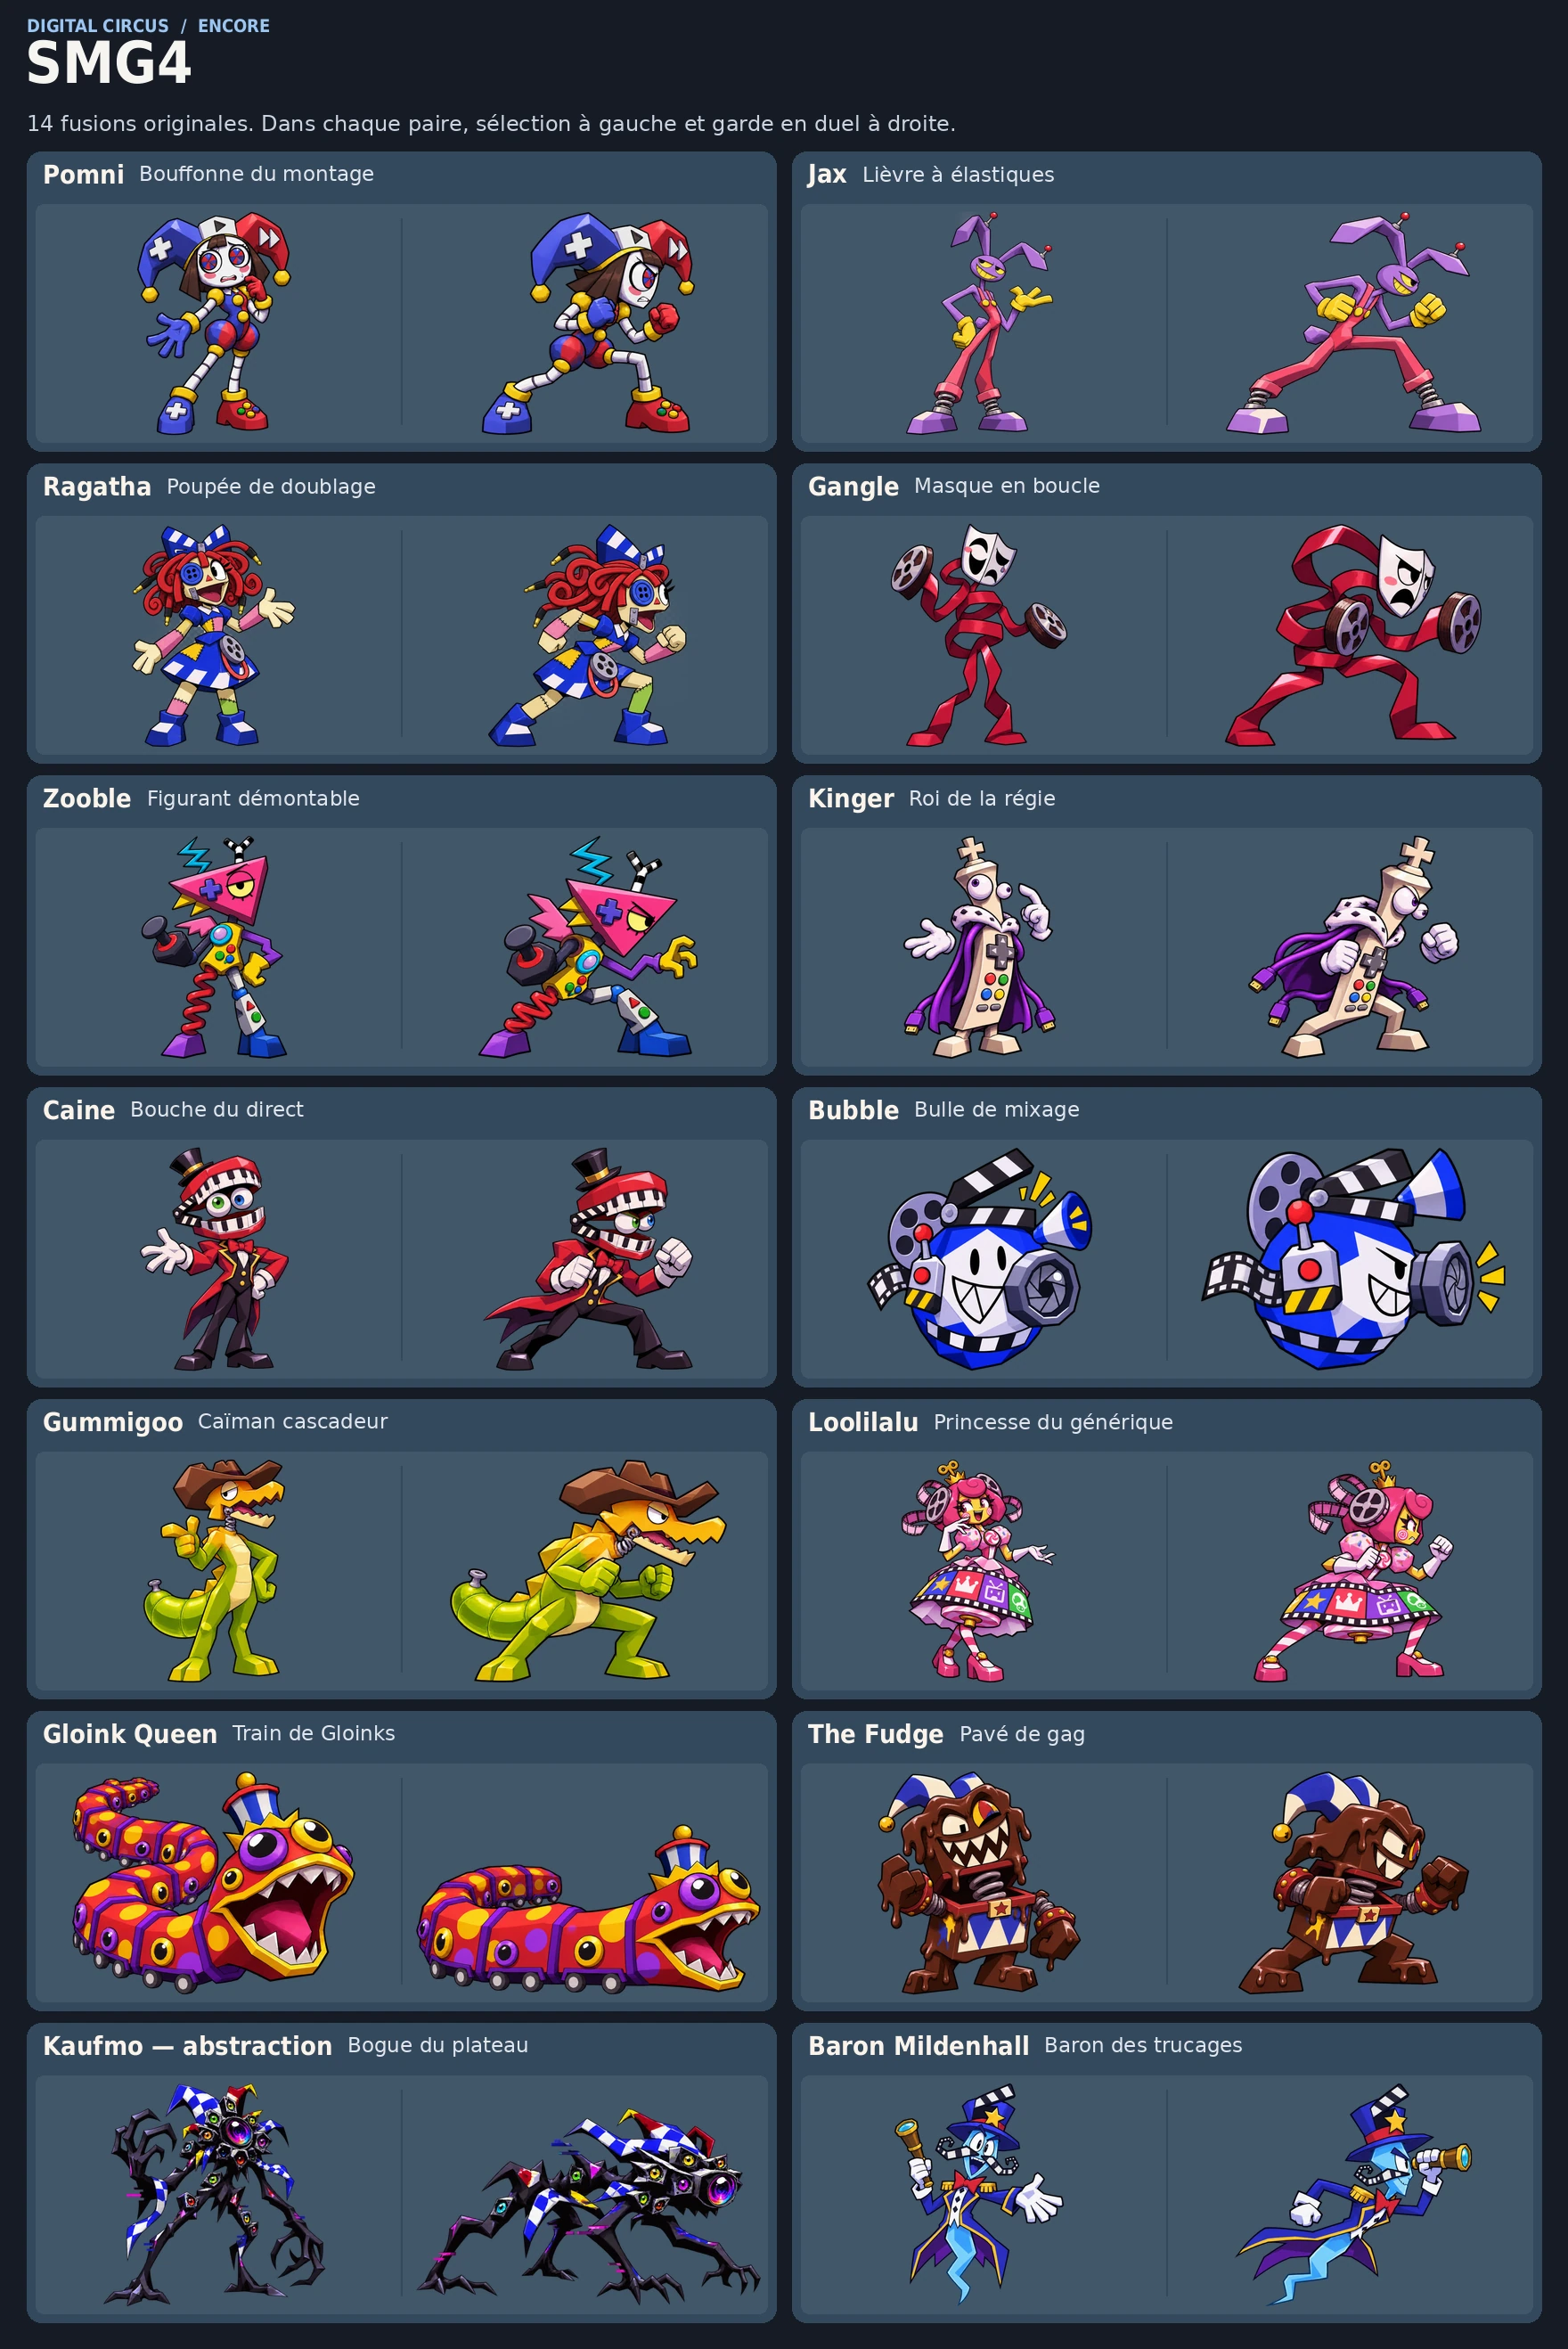 DIGITAL CIRCUS / ENCORE
SMG4
14 fusions originales. Dans chaque paire, sélection à gauche et garde en duel à droite.
Pomni Bouffonne du montage
Jax Lièvre à élastiques
Ragatha Poupée de doublage
Gangle Masque en boucle
Zooble Figurant démontable
Kinger Roi de la régie
Caine Bouche du direct
Bubble Bulle de mixage
Gummigoo Caïman cascadeur
Loolilalu Princesse du générique
Gloink Queen Train de Gloinks
The Fudge Pavé de gag
Kaufmo — abstraction Bogue du plateau
Baron Mildenhall Baron des trucages